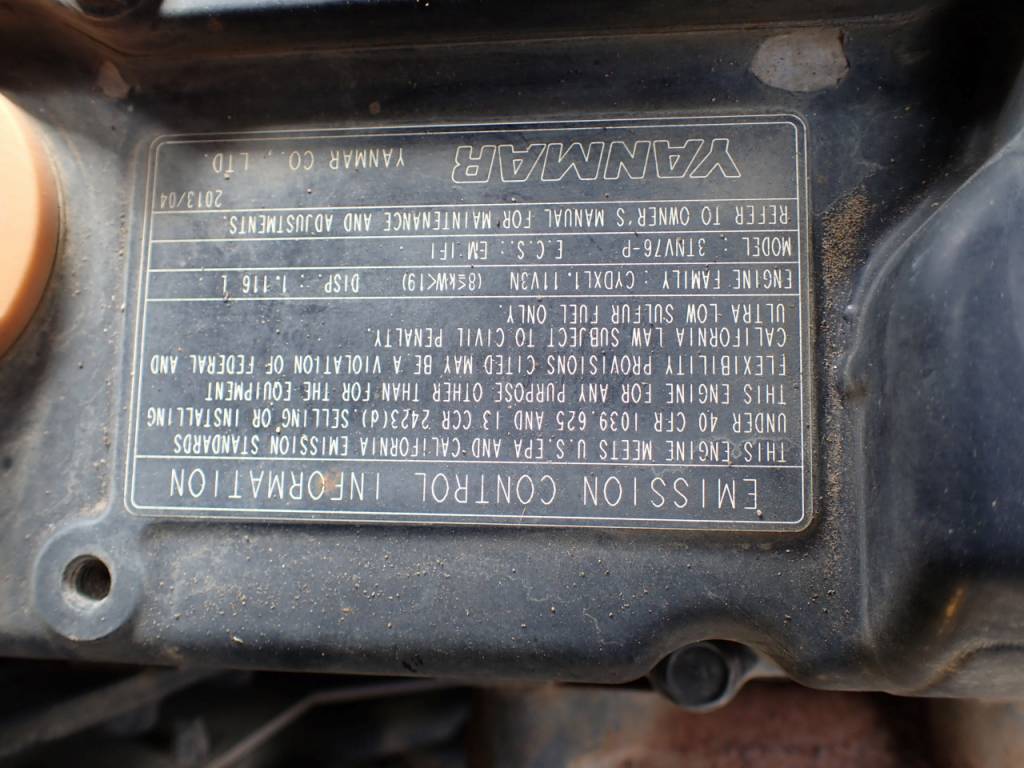 EMISSION CONTROL INFORMATION
THIS ENGINE MEETS U.S.EPA AND CALIFORNIA EMISSION STANDARDS
UNDER 40 CFR 1039.625 AND 13 CCR 2423(d).SELLING OR INSTALLING
THIS ENGINE FOR ANY PURPOSE OTHER THAN FOR THE EQUIPMENT
FLEXIBILITY PROVISIONS CITED MAY BE A VIOLATION OF FEDERAL AND
CALIFORNIA LAW SUBJECT TO CIVIL PENALTY.
ULTRA LOW SULFUR FUEL ONLY.
ENGINE FAMILY : CYDXL1.11V3N (8≦kW<19) DISP. : 1.116 L
MODEL : 3TNV76-P E.C.S.: EM:IFI :
REFER TO OWNER'S MANUAL FOR MAINTENANCE AND ADJUSTMENTS.
2013/04
YANMAR YANMAR CO., LTD.